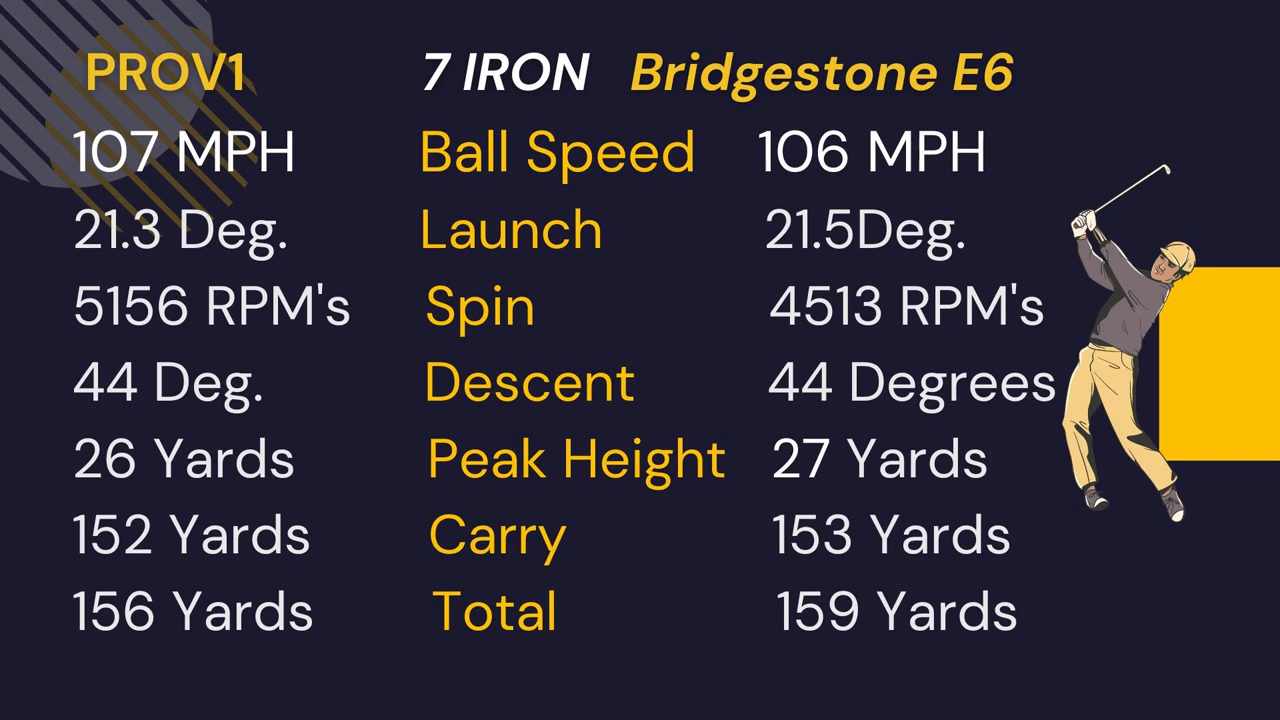 PROV1 7 IRON Bridgestone E6
107 MPH Ball Speed 106 MPH
21.3 Deg. Launch 21.5Deg.
5156 RPM's Spin 4513 RPM's
44 Deg. Descent 44 Degrees
26 Yards Peak Height 27 Yards
152 Yards Carry 153 Yards
156 Yards Total 159 Yards